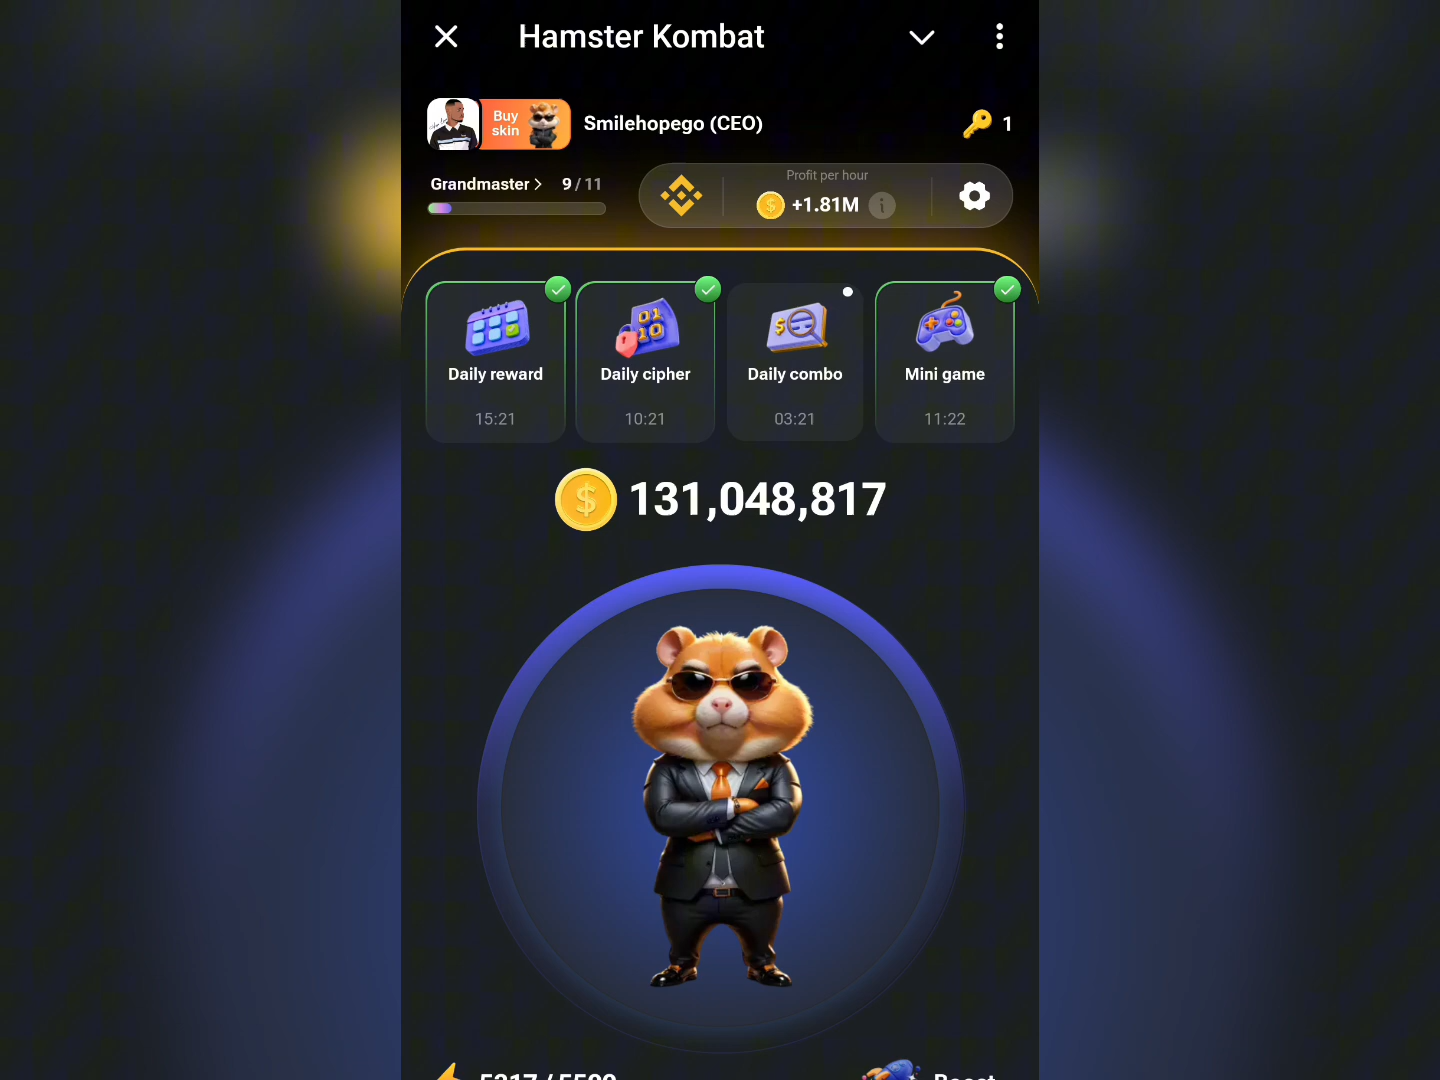 Hamster Kombat
Buy
skin
Smilehopego (CEO)
1
Grandmaster
9 / 11
Profit per hour
+1.81M
Daily reward
15:21
Daily cipher
10:21
Daily combo
03:21
Mini game
11:22
131,048,817
Boost